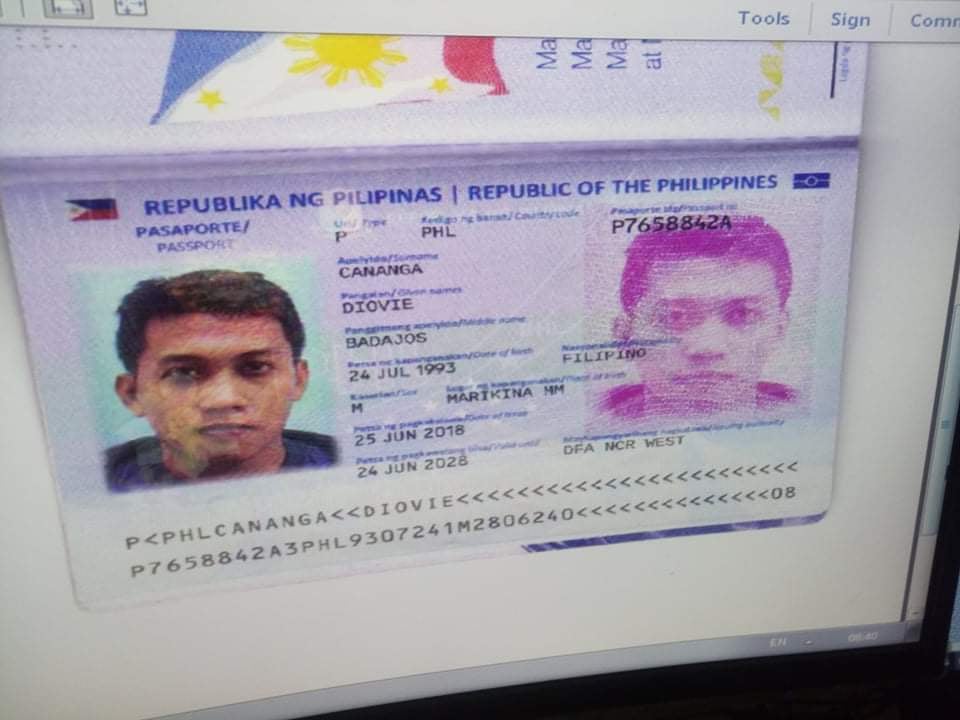 Tools Sign
Ma
Ma
Ma
at
REPUBLIKA NG PILIPINAS | REPUBLIC OF THE PHILIPPINES
PASAPORTE/
PASSPORT
Uri/ Type
Kodigo ng bansa/ Country code
Pasaporte blg/Passport no
P
PHL
P7658842A
Apelyido/Surname
CANANGA
Pangalan/ Given names
DIOVIE
Panggitnang apelyido/Middle name
BADAJOS
Petsa ng kapanganakan/Date of birth
Nasyonalidad/Nationality
24 JUL 1993
FILIPINO
Kasarian/Sex
Lugar ng kapanganakan/Place of birth
M
MARIKINA MM
Petsa ng pagkakaloob/Date of issue
25 JUN 2018
Petsa ng pagkawalang bisa/Valid until
issuing authority
24 JUN 2028
DFA NCR WEST
P<PHLCANANGA<<DIOVIE<<<<<<<<<<<<<<<<<<<<<<<<
P7658842A3PHL9307241M2806240<<<<<<<<<<<<<<08
EN
06:40